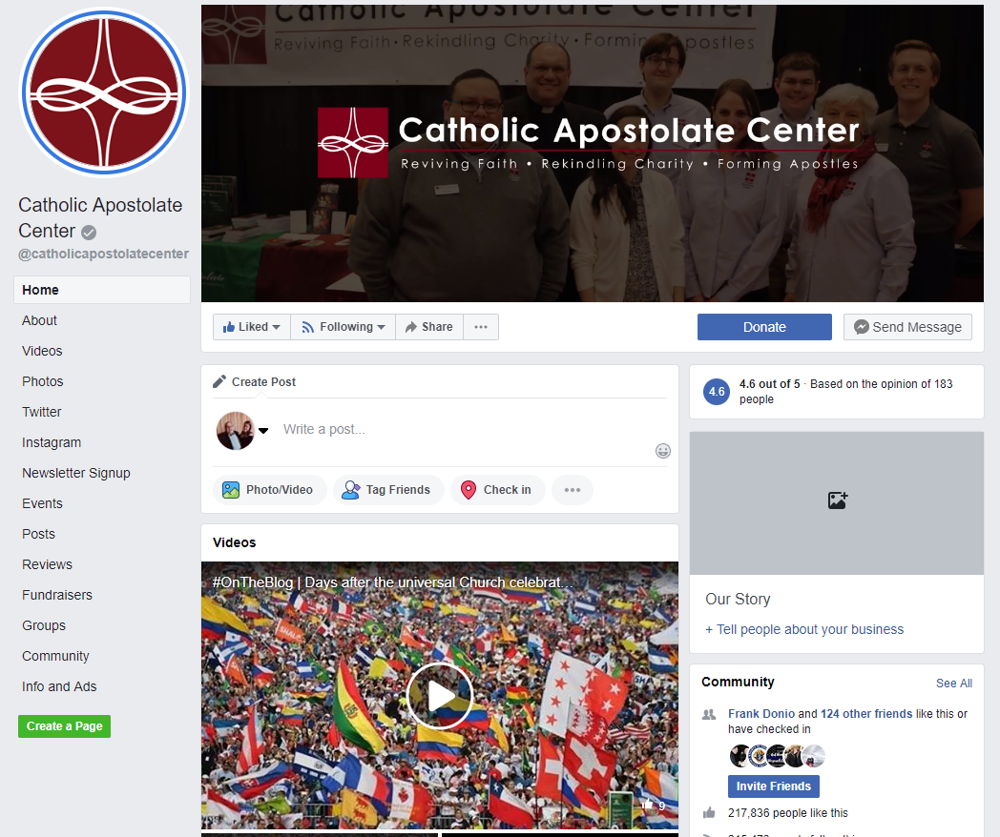 Catholic Apostolate Center
Reviving Faith • Rekindling Charity • Forming Apostles
Catholic Apostolate Center
Reviving Faith • Rekindling Charity • Forming Apostles
Catholic Apostolate
Center
@catholicapostolatecenter
Home
About
Videos
Photos
Twitter
Instagram
Newsletter Signup
Events
Posts
Reviews
Fundraisers
Groups
Community
Info and Ads
Create a Page
Liked
Following
Share
Donate
Send Message
Create Post
Write a post...
Photo/Video
Tag Friends
Check in
Videos
#OnTheBlog | Days after the universal Church celebrat...
9
4.6
4.6 out of 5 · Based on the opinion of 183
people
Our Story
+ Tell people about your business
Community
See All
Frank Donio and 124 other friends like this or
have checked in
Invite Friends
217,836 people like this